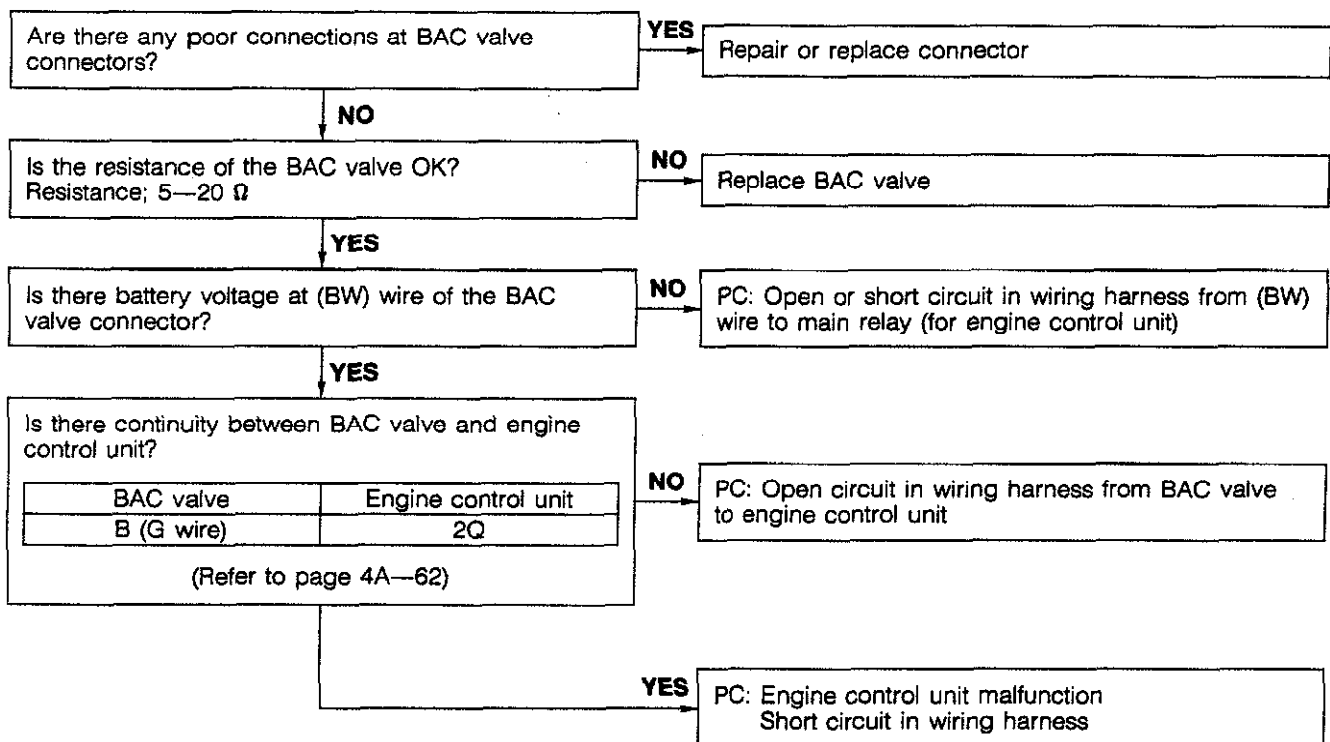 Are there any poor connections at BAC valve
connectors?
YES
Repair or replace connector
NO
Is the resistance of the BAC valve OK?
Resistance; 5—20 Ω
NO
Replace BAC valve
YES
Is there battery voltage at (BW) wire of the BAC
valve connector?
NO
PC: Open or short circuit in wiring harness from (BW)
wire to main relay (for engine control unit)
YES
Is there continuity between BAC valve and engine
control unit?
BAC valve Engine control unit
B (G wire) 2Q
(Refer to page 4A—62)
NO
PC: Open circuit in wiring harness from BAC valve
to engine control unit
YES
PC: Engine control unit malfunction
Short circuit in wiring harness